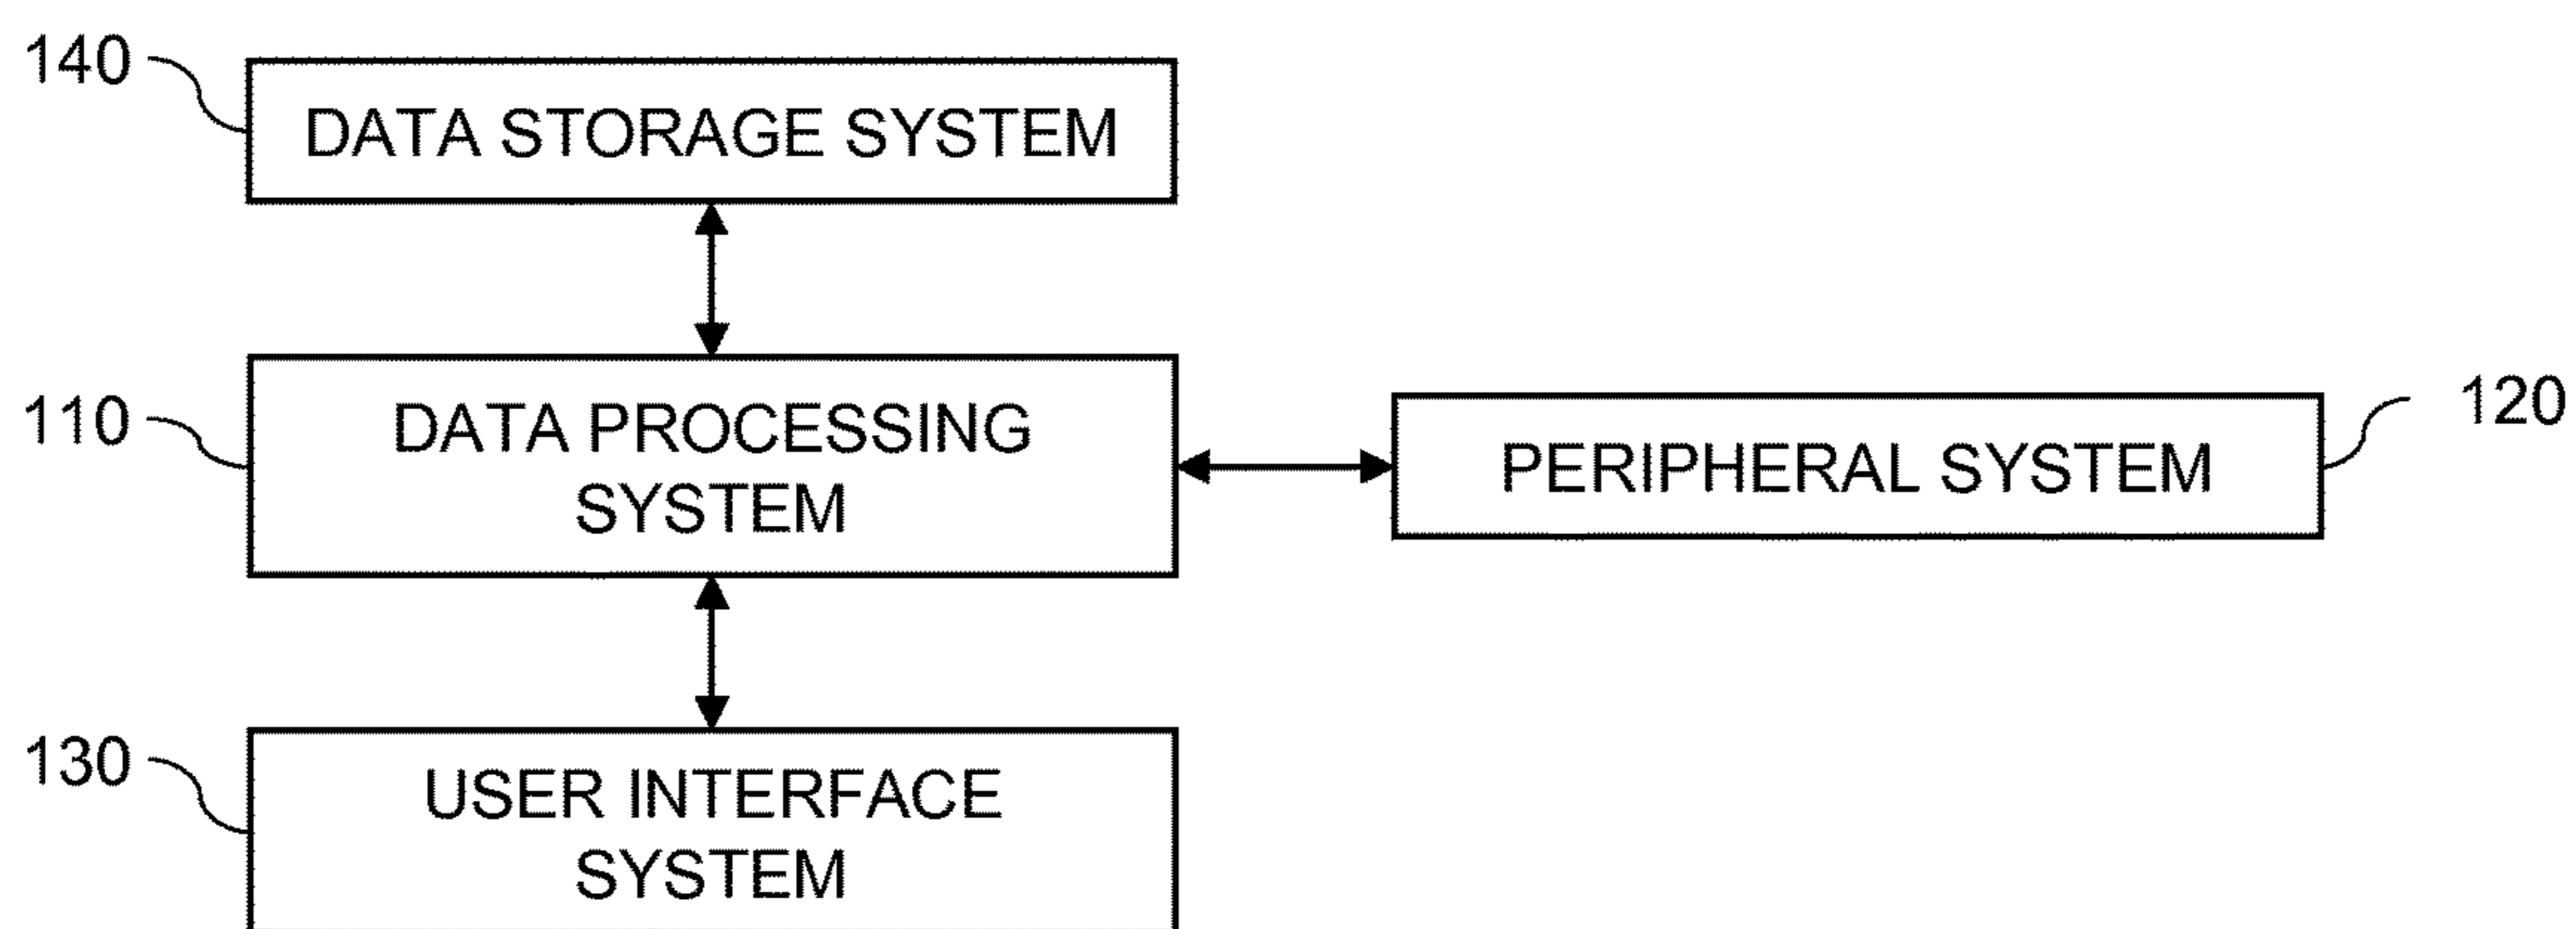 140
DATA STORAGE SYSTEM
110
DATA PROCESSING
SYSTEM
PERIPHERAL SYSTEM
120
130
USER INTERFACE
SYSTEM